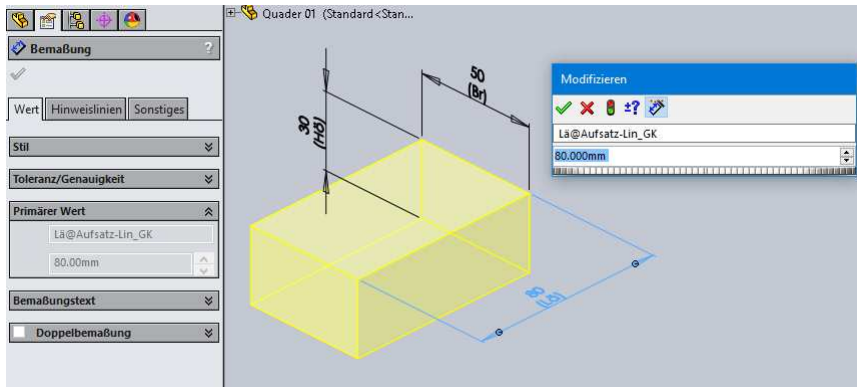 Bemaßung
?
Wert
Hinweislinien
Sonstiges
Stil
Toleranz/Genauigkeit
Primärer Wert
Lä@Aufsatz-Lin_GK
80.00mm
Bemaßungstext
Doppelbemaßung
Quader 01 (Standard<Stan...
50
(Br)
30
(Hö)
80
(Lä)
Modifizieren
±?
Lä@Aufsatz-Lin_GK
80.000mm